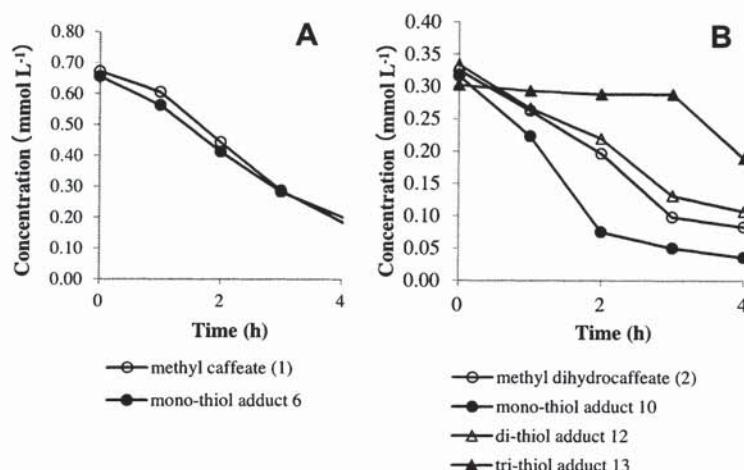 A
Concentration (mmol L-1)
0.80
0.70
0.60
0.50
0.40
0.30
0.20
0.10
0.00
0
2
4
Time (h)
methyl caffeate (1)
mono-thiol adduct 6
B
Concentration (mmol L-1)
0.40
0.35
0.30
0.25
0.20
0.15
0.10
0.05
0.00
0
2
4
Time (h)
methyl dihydrocaffeate (2)
mono-thiol adduct 10
di-thiol adduct 12
tri-thiol adduct 13